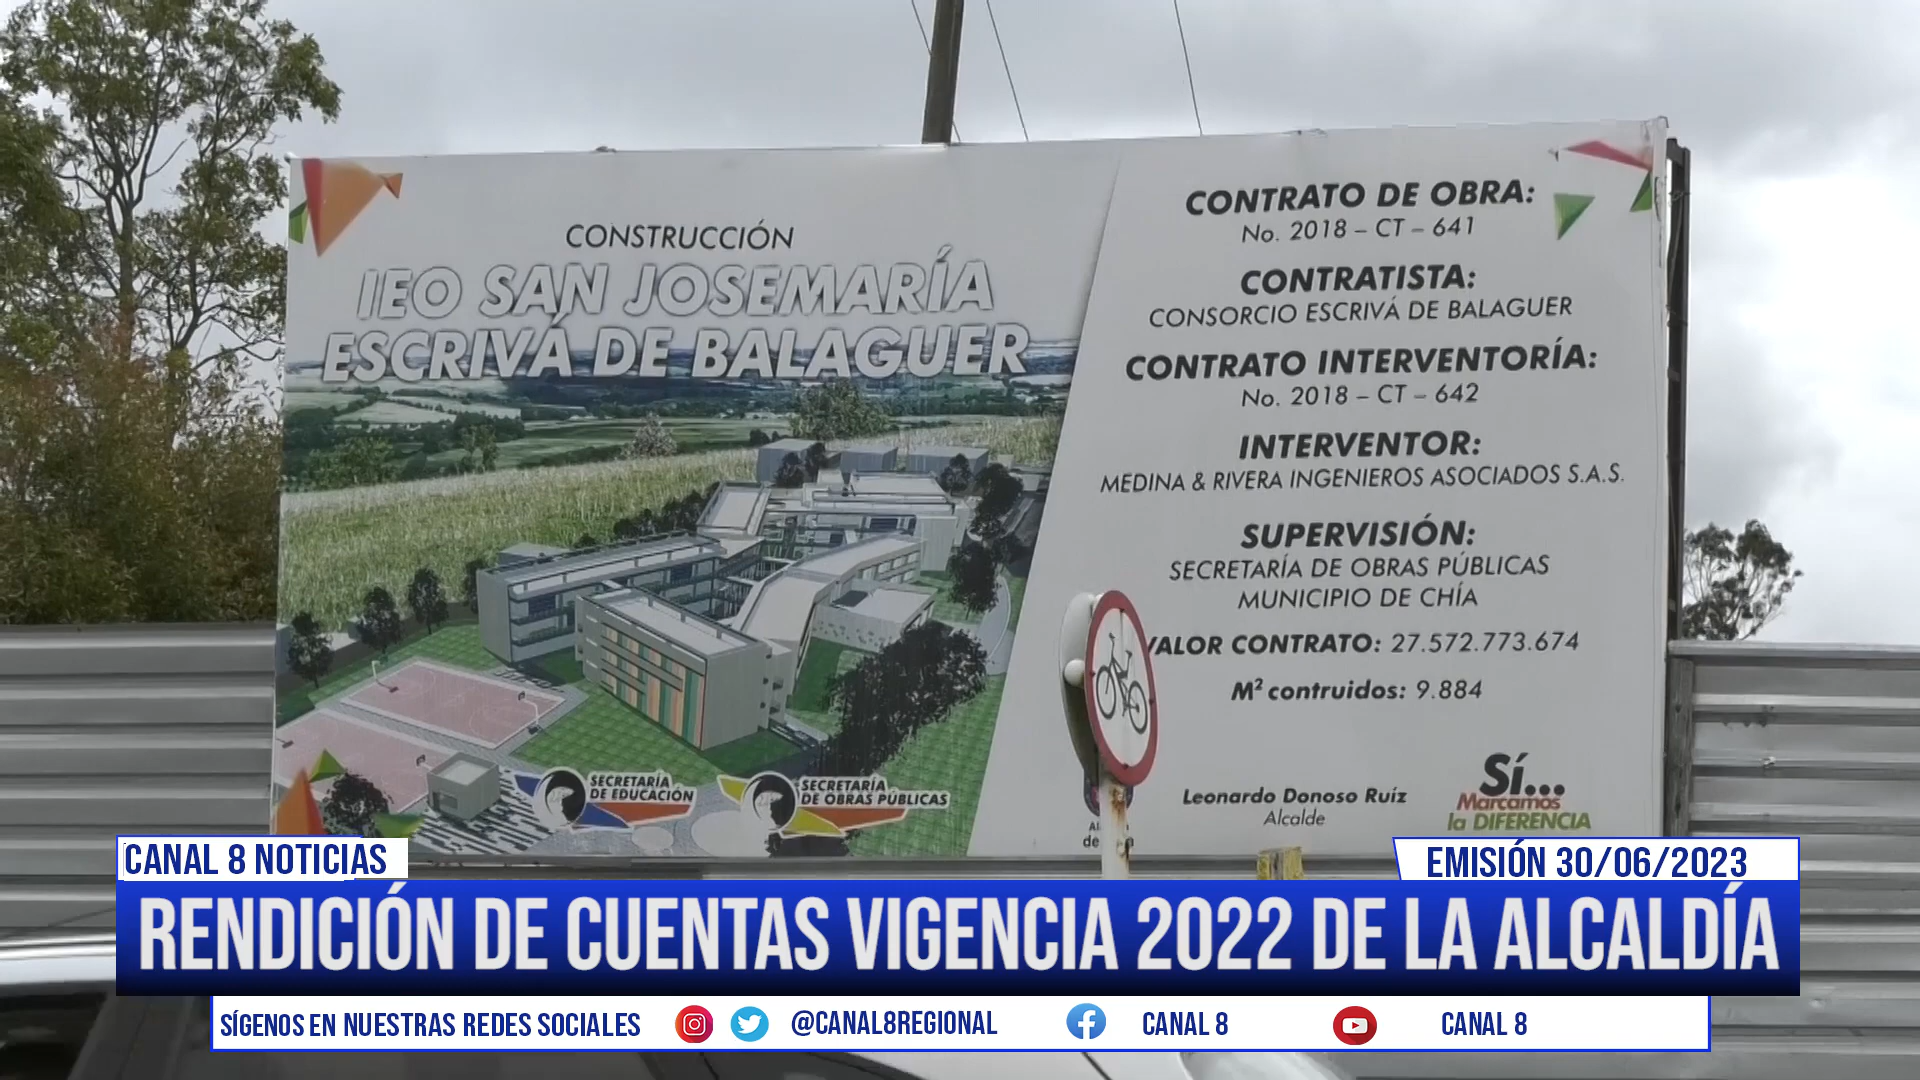 CONSTRUCCIÓN
IEO SAN JOSEMARÍA
ESCRIVÁ DE BALAGUER
SECRETARÍA
DE EDUCACIÓN
SECRETARÍA
DE OBRAS PÚBLICAS
CONTRATO DE OBRA:
No. 2018 – CT – 641
CONTRATISTA:
CONSORCIO ESCRIVÁ DE BALAGUER
CONTRATO INTERVENTORÍA:
No. 2018 – CT – 642
INTERVENTOR:
MEDINA & RIVERA INGENIEROS ASOCIADOS S.A.S.
SUPERVISIÓN:
SECRETARÍA DE OBRAS PÚBLICAS
MUNICIPIO DE CHÍA
VALOR CONTRATO: 27.572.773.674
M² contruidos: 9.884
Leonardo Donoso Ruíz
Alcalde
Sí...
Marcamos
la DIFERENCIA
CANAL 8 NOTICIAS
EMISIÓN 30/06/2023
RENDICIÓN DE CUENTAS VIGENCIA 2022 DE LA ALCALDÍA
SÍGENOS EN NUESTRAS REDES SOCIALES @CANAL8REGIONAL CANAL 8 CANAL 8